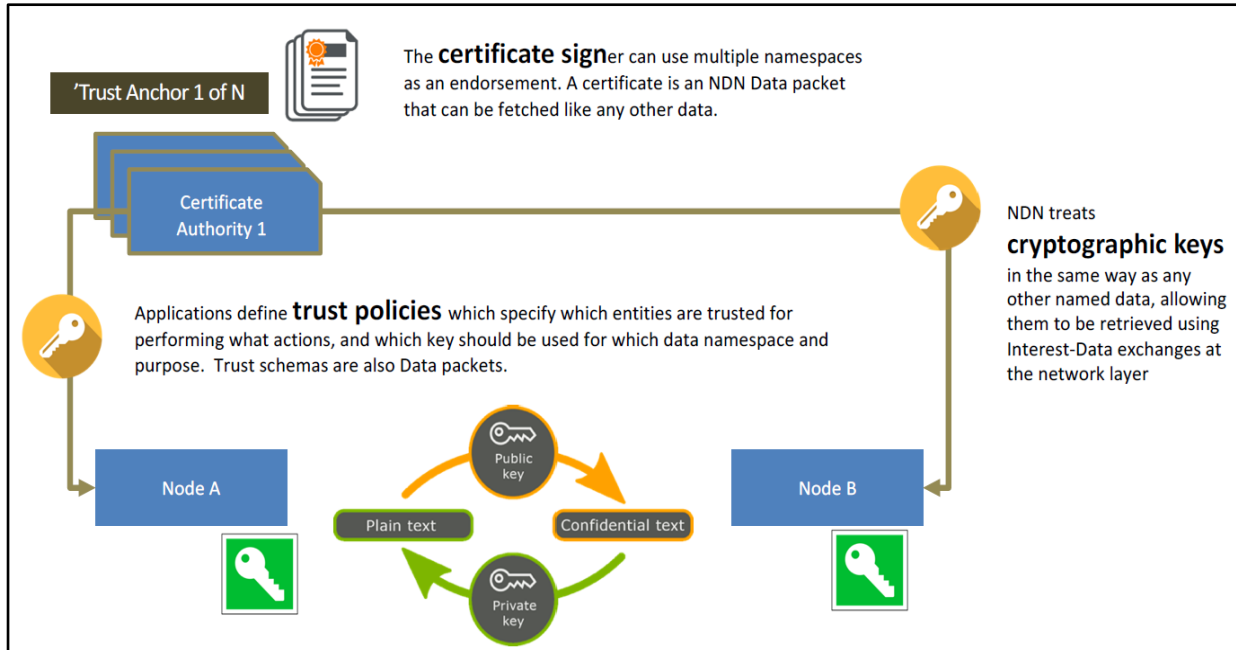 The certificate signer can use multiple namespaces
as an endorsement. A certificate is an NDN Data packet
that can be fetched like any other data.
’Trust Anchor 1 of N
Certificate
Authority 1
NDN treats
cryptographic keys
in the same way as any
other named data, allowing
them to be retrieved using
Interest-Data exchanges at
the network layer
Applications define trust policies which specify which entities are trusted for
performing what actions, and which key should be used for which data namespace and
purpose. Trust schemas are also Data packets.
Node A
Public
key
Plain text
Confidential text
Private
key
Node B